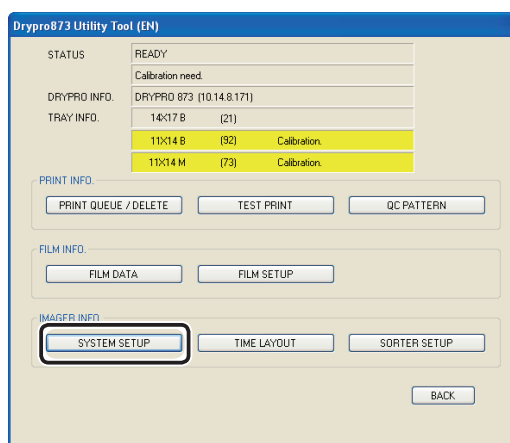 Drypro873 Utility Tool (EN)
STATUS READY
Calibration need.
DRYPRO INFO. DRYPRO 873 (10.14.8.171)
TRAY INFO. 14X17 B (21)
11X14 B (92) Calibration.
11X14 M (73) Calibration.
PRINT INFO.
PRINT QUEUE / DELETE TEST PRINT QC PATTERN
FILM INFO.
FILM DATA FILM SETUP
IMAGER INFO.
SYSTEM SETUP TIME LAYOUT SORTER SETUP
BACK